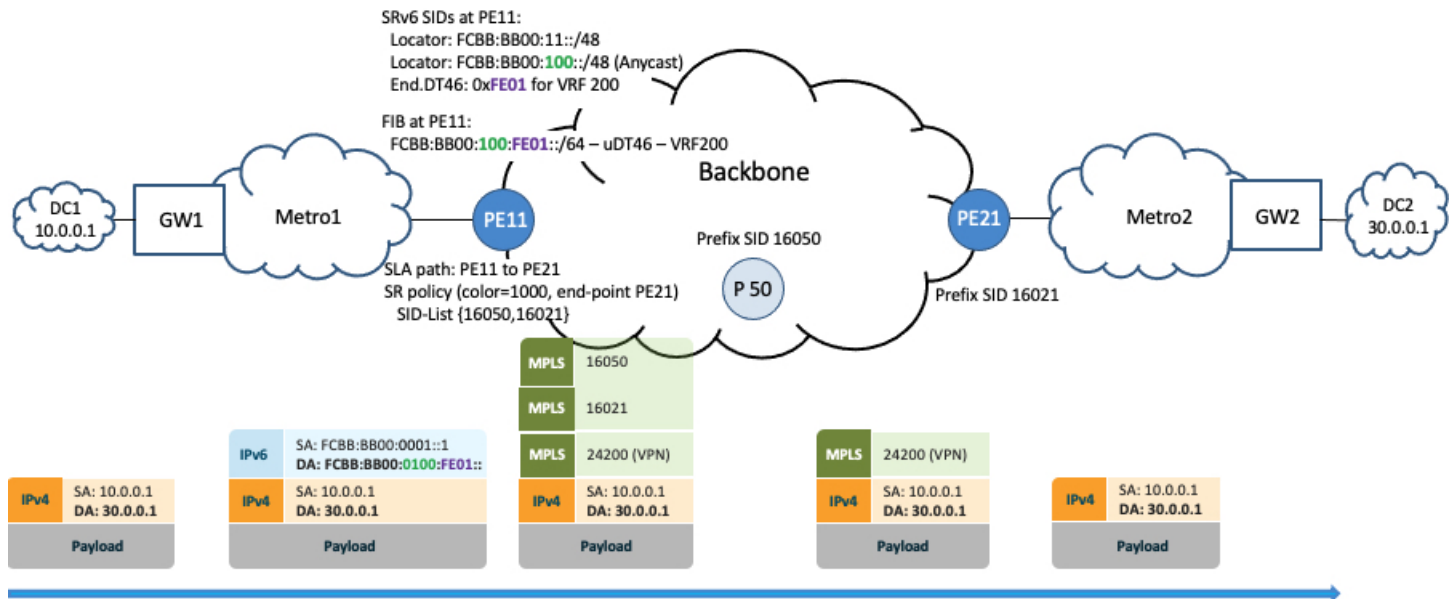 SRv6 SIDs at PE11:
Locator: FCBB:BB00:11::/48
Locator: FCBB:BB00:100::/48 (Anycast)
End.DT46: 0xFE01 for VRF 200
FIB at PE11:
FCBB:BB00:100:FE01::/64 – uDT46 – VRF200
Backbone
DC1
10.0.0.1
GW1
Metro1
PE11
PE21
Metro2
GW2
DC2
30.0.0.1
Prefix SID 16050
P 50
Prefix SID 16021
SLA path: PE11 to PE21
SR policy (color=1000, end-point PE21)
SID-List {16050,16021}
IPv4
SA: 10.0.0.1
DA: 30.0.0.1
Payload
IPv6
SA: FCBB:BB00:0001::1
DA: FCBB:BB00:0100:FE01::
IPv4
SA: 10.0.0.1
DA: 30.0.0.1
Payload
MPLS 16050
MPLS 16021
MPLS 24200 (VPN)
IPv4
SA: 10.0.0.1
DA: 30.0.0.1
Payload
MPLS 24200 (VPN)
IPv4
SA: 10.0.0.1
DA: 30.0.0.1
Payload
IPv4
SA: 10.0.0.1
DA: 30.0.0.1
Payload